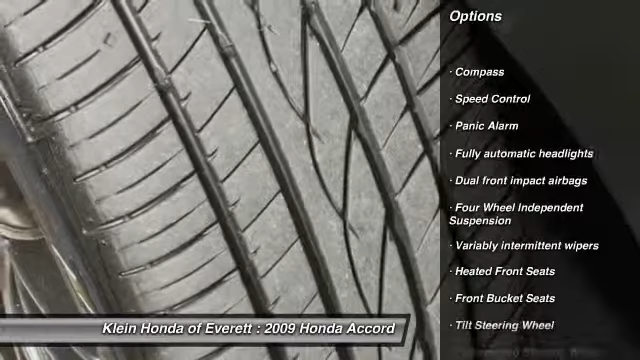 Options
· Compass
· Speed Control
· Panic Alarm
· Fully automatic headlights
· Dual front impact airbags
· Four Wheel Independent
Suspension
· Variably intermittent wipers
· Heated Front Seats
· Front Bucket Seats
· Tilt Steering Wheel
Klein Honda of Everett : 2009 Honda Accord